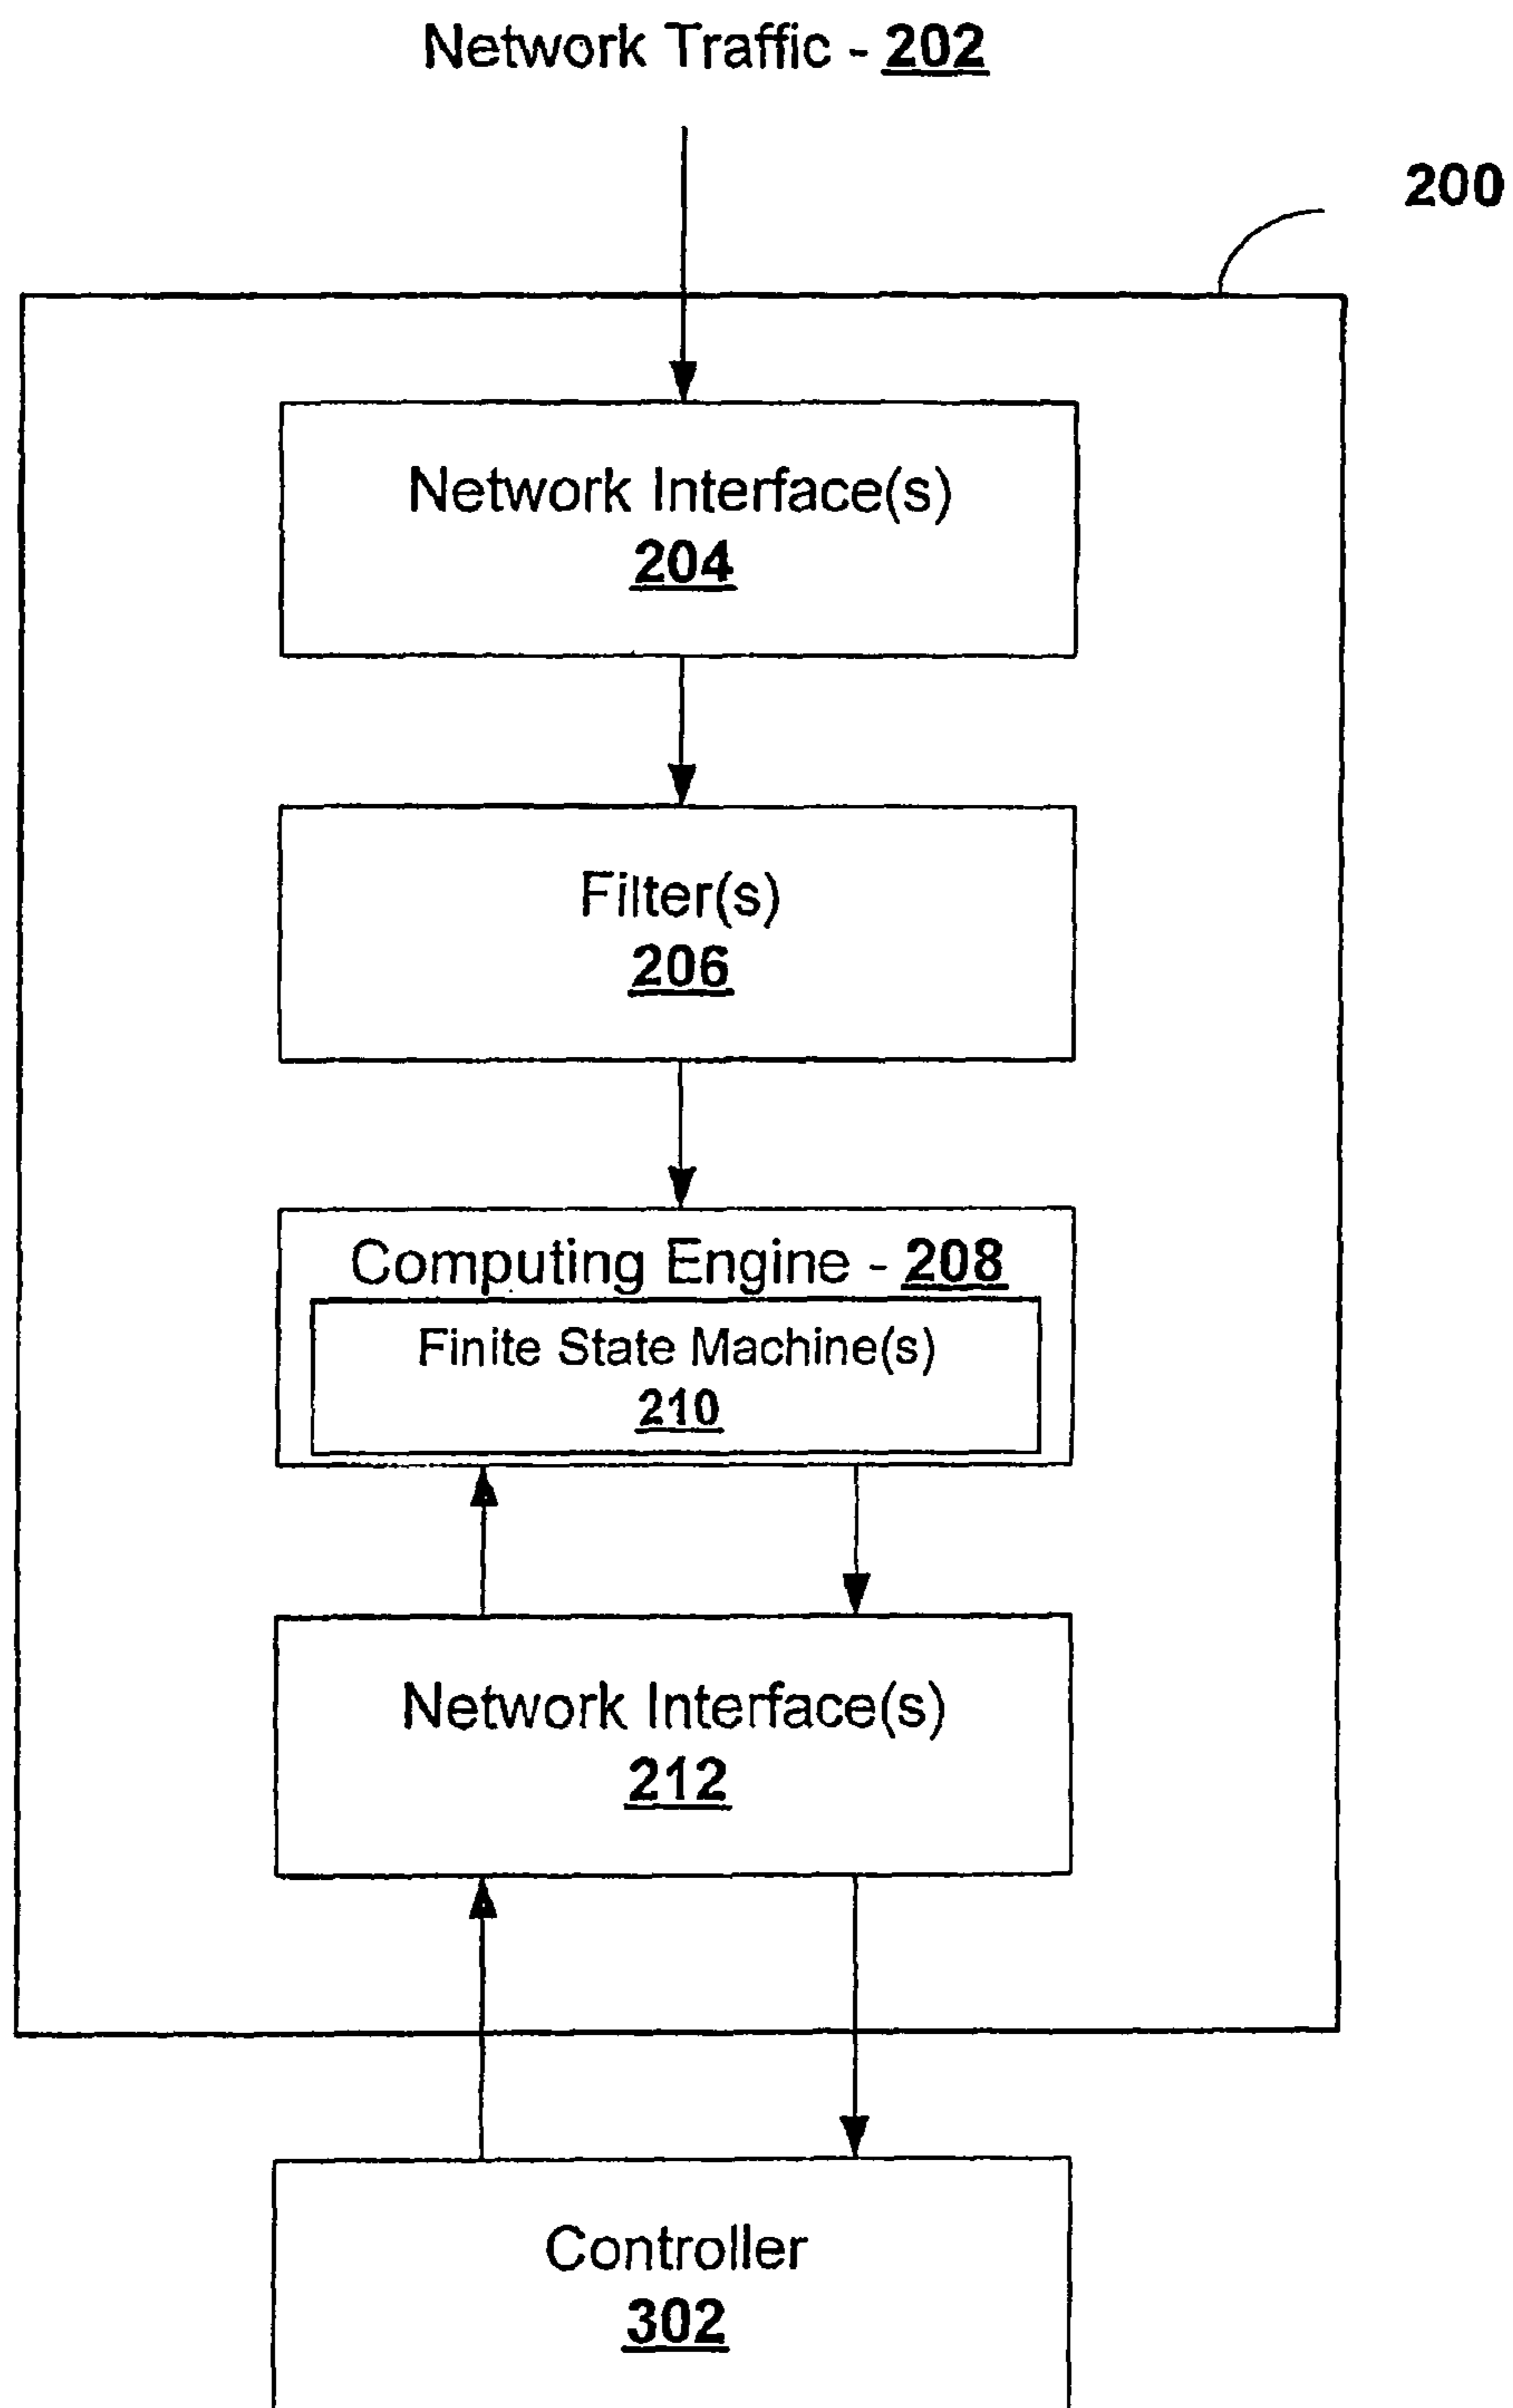 Network Traffic - 202
200
Network Interface(s)
204
Filter(s)
206
Computing Engine - 208
Finite State Machine(s)
210
Network Interface(s)
212
Controller
302